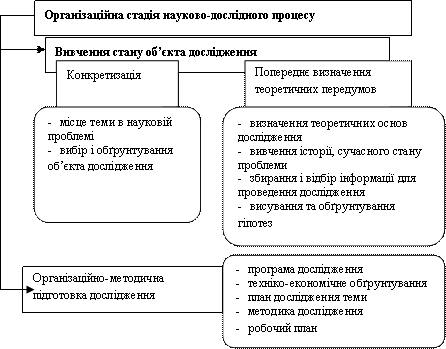 Організаційна стадія науково-дослідного процесу
Вивчення стану об’єкта дослідження
Конкретизація
Попереднє визначення
теоретичних передумов
- місце теми в науковій
проблемі
- вибір і обґрунтування
об’єкта дослідження
- визначення теоретичних основ
дослідження
- вивчення історії, сучасного стану
проблеми
- збирання і відбір інформації для
проведення дослідження
- висування та обґрунтування
гіпотез
Організаційно-методична
підготовка дослідження
- програма дослідження
- техніко-економічне обґрунтування
- план дослідження теми
- методика дослідження
- робочий план